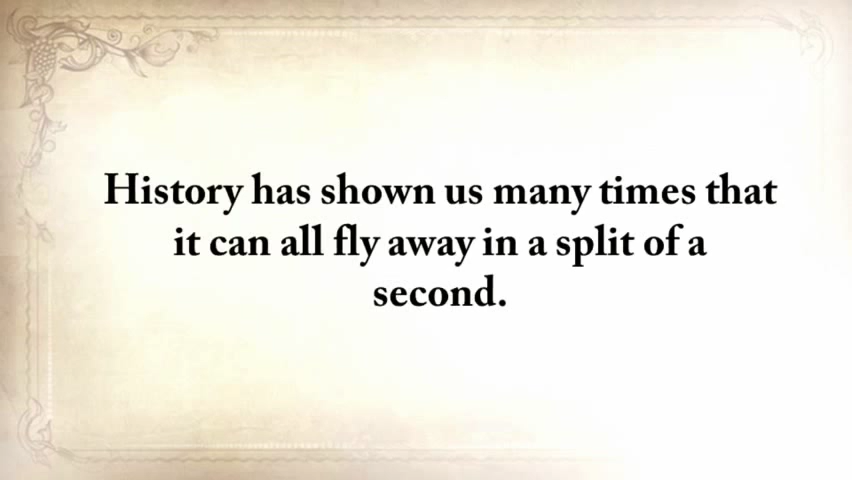 History has shown us many times that
it can all fly away in a split of a
second.